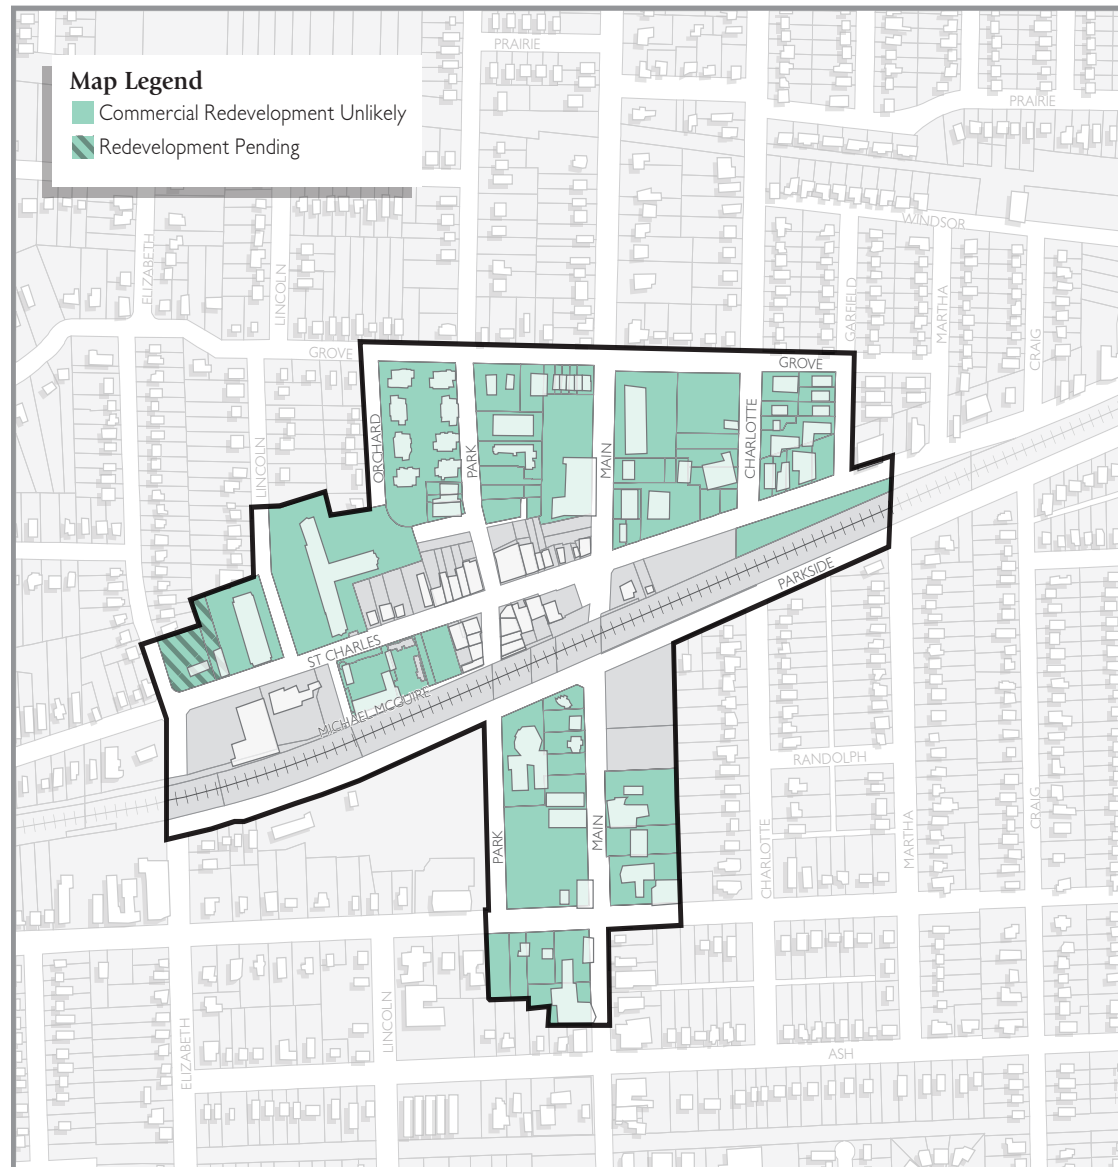 PRAIRIE
Map Legend
Commercial Redevelopment Unlikely
Redevelopment Pending
PRAIRIE
WINDSOR
ELIZABETH
LINCOLN
GARFIELD
MARTHA
CRAIG
GROVE
GROVE
ORCHARD
PARK
MAIN
CHARLOTTE
LINCOLN
PARKSIDE
ST CHARLES
MICHAEL MCGUIRE
RANDOLPH
PARK
MAIN
CHARLOTTE
MARTHA
CRAIG
LINCOLN
ELIZABETH
ASH